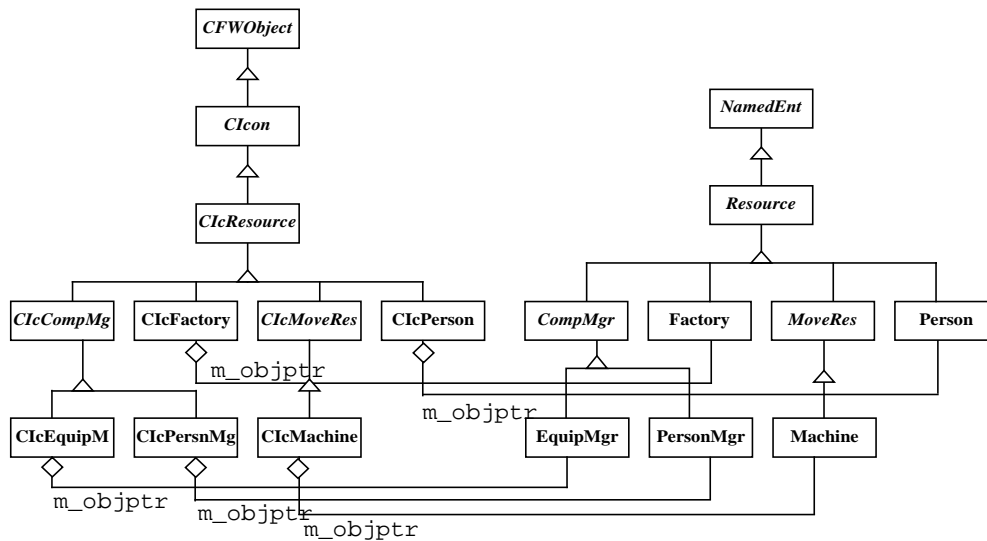 CFWObject
CIcon
NamedEnt
CIcResource
Resource
CIcCompMg
CIcFactory
CIcMoveRes
CIcPerson
CompMgr
Factory
MoveRes
Person
m_objptr
m_objptr
CIcEquipM
CIcPersnMg
CIcMachine
EquipMgr
PersonMgr
Machine
m_objptr
m_objptr
m_objptr